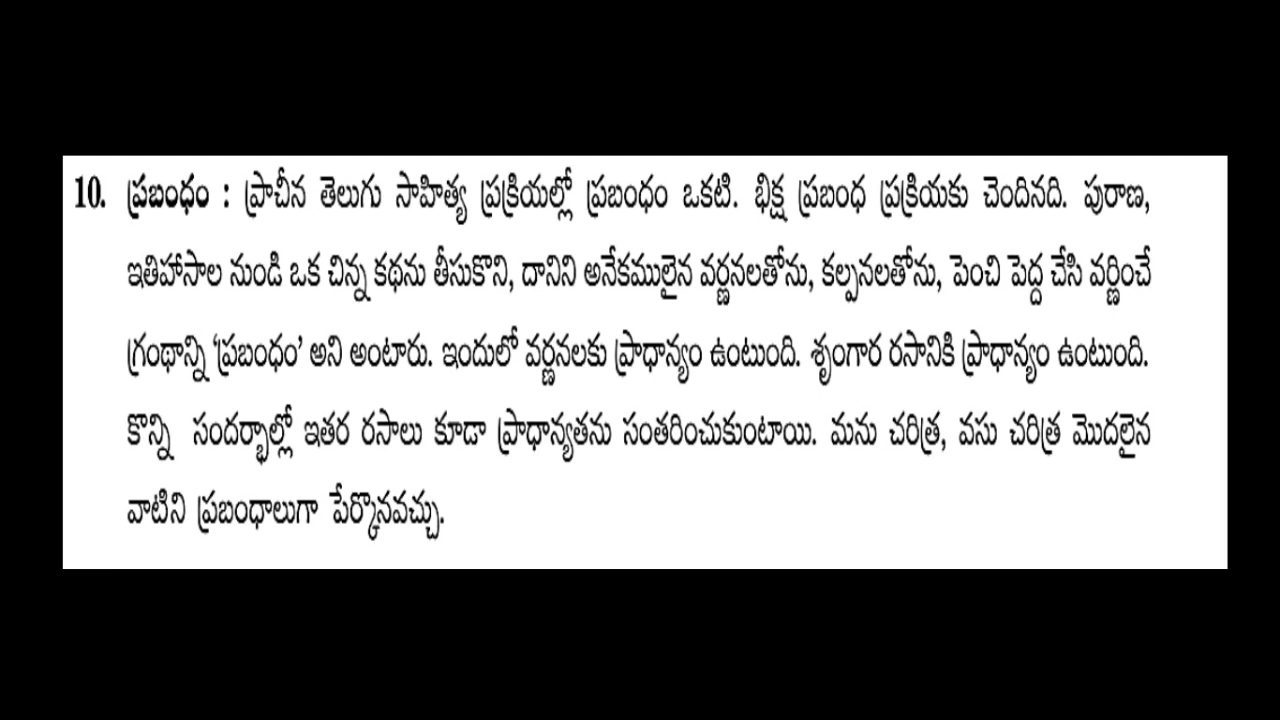 10. ప్రబంధం : ప్రాచీన తెలుగు సాహిత్య ప్రక్రియల్లో ప్రబంధం ఒకటి. భిక్ష ప్రబంధ ప్రక్రియకు చెందినది. పురాణ,
ఇతిహాసాల నుండి ఒక చిన్న కథను తీసుకొని, దానిని అనేకములైన వర్ణనలతోను, కల్పనలతోను, పెంచి పెద్ద చేసి వర్ణించే
గ్రంథాన్ని ‘ప్రబంధం’ అని అంటారు. ఇందులో వర్ణనలకు ప్రాధాన్యం ఉంటుంది. శృంగార రసానికి ప్రాధాన్యం ఉంటుంది.
కొన్ని సందర్భాల్లో ఇతర రసాలు కూడా ప్రాధాన్యతను సంతరించుకుంటాయి. మను చరిత్ర, వసు చరిత్ర మొదలైన
వాటిని ప్రబంధాలుగా పేర్కొనవచ్చు.